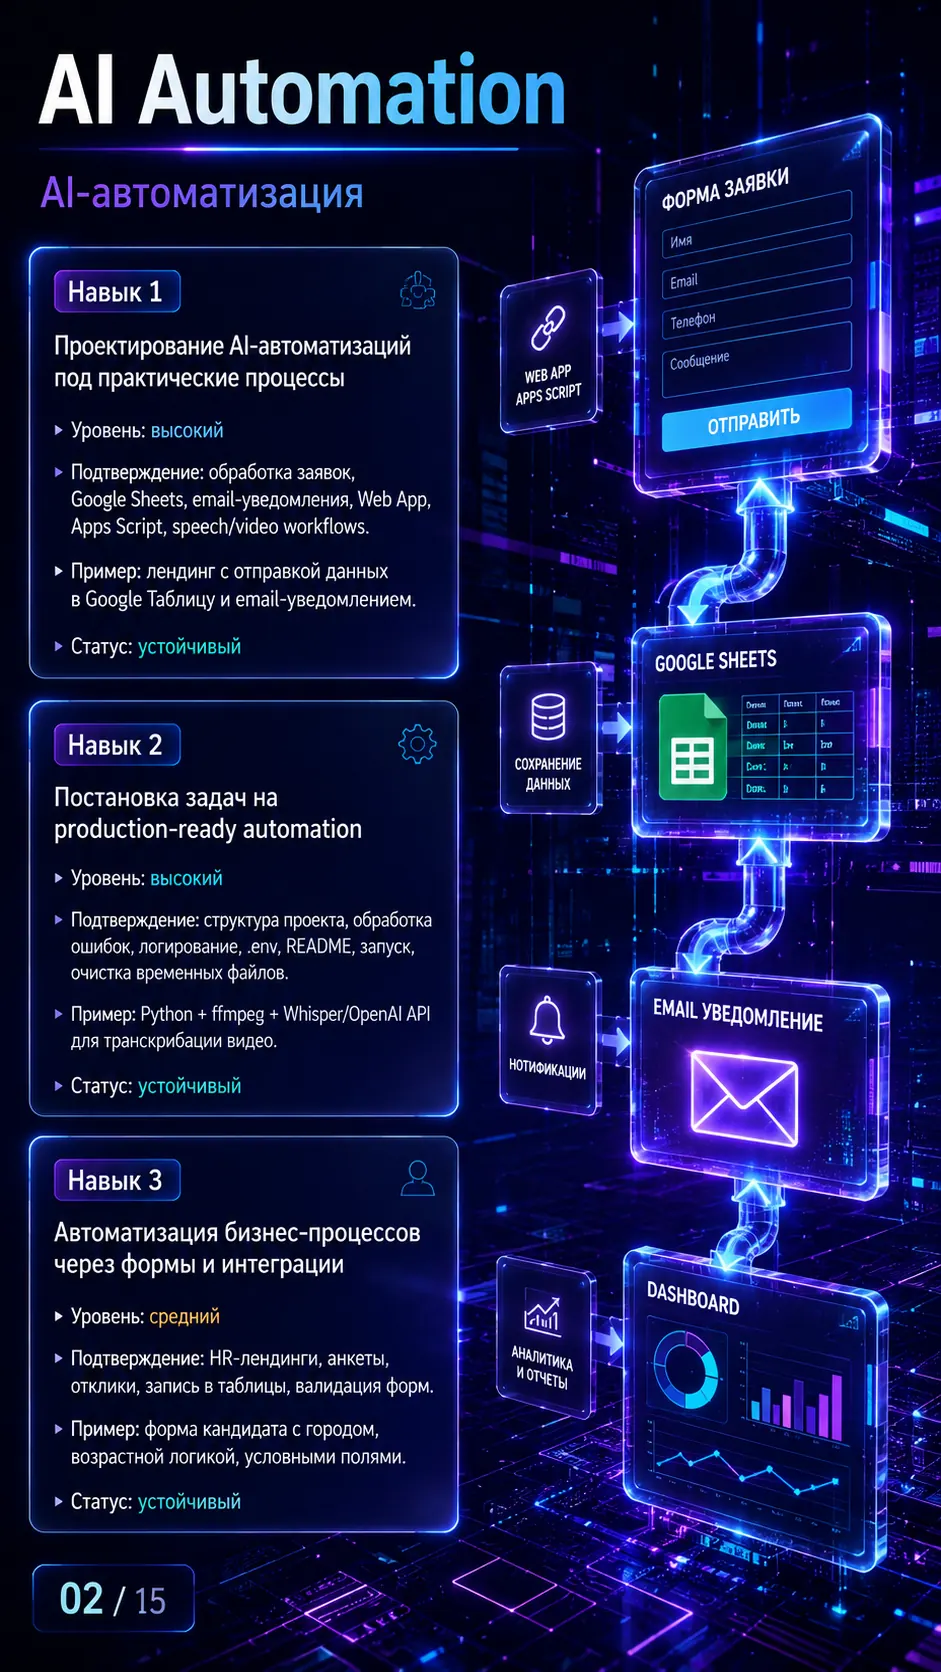 AI Automation
AI-автоматизация
Навык 1
Проектирование AI-автоматизаций
под практические процессы
Уровень: высокий
Подтверждение: обработка заявок,
Google Sheets, email-уведомления, Web App,
Apps Script, speech/video workflows.
Пример: лендинг с отправкой данных
в Google Таблицу и email-уведомлением.
Статус: устойчивый
Навык 2
Постановка задач на
production-ready automation
Уровень: высокий
Подтверждение: структура проекта, обработка
ошибок, логирование, .env, README, запуск,
очистка временных файлов.
Пример: Python + ffmpeg + Whisper/OpenAI API
для транскрибации видео.
Статус: устойчивый
Навык 3
Автоматизация бизнес-процессов
через формы и интеграции
Уровень: средний
Подтверждение: HR-лендинги, анкеты,
отклики, запись в таблицы, валидация форм.
Пример: форма кандидата с городом,
возрастной логикой, условными полями.
Статус: устойчивый
02 / 15
WEB APP
APPS SCRIPT
ФОРМА ЗАЯВКИ
Имя
Email
Телефон
Сообщение
ОТПРАВИТЬ
СОХРАНЕНИЕ
ДАННЫХ
GOOGLE SHEETS
НОТИФИКАЦИИ
EMAIL УВЕДОМЛЕНИЕ
АНАЛИТИКА
И ОТЧЕТЫ
DASHBOARD